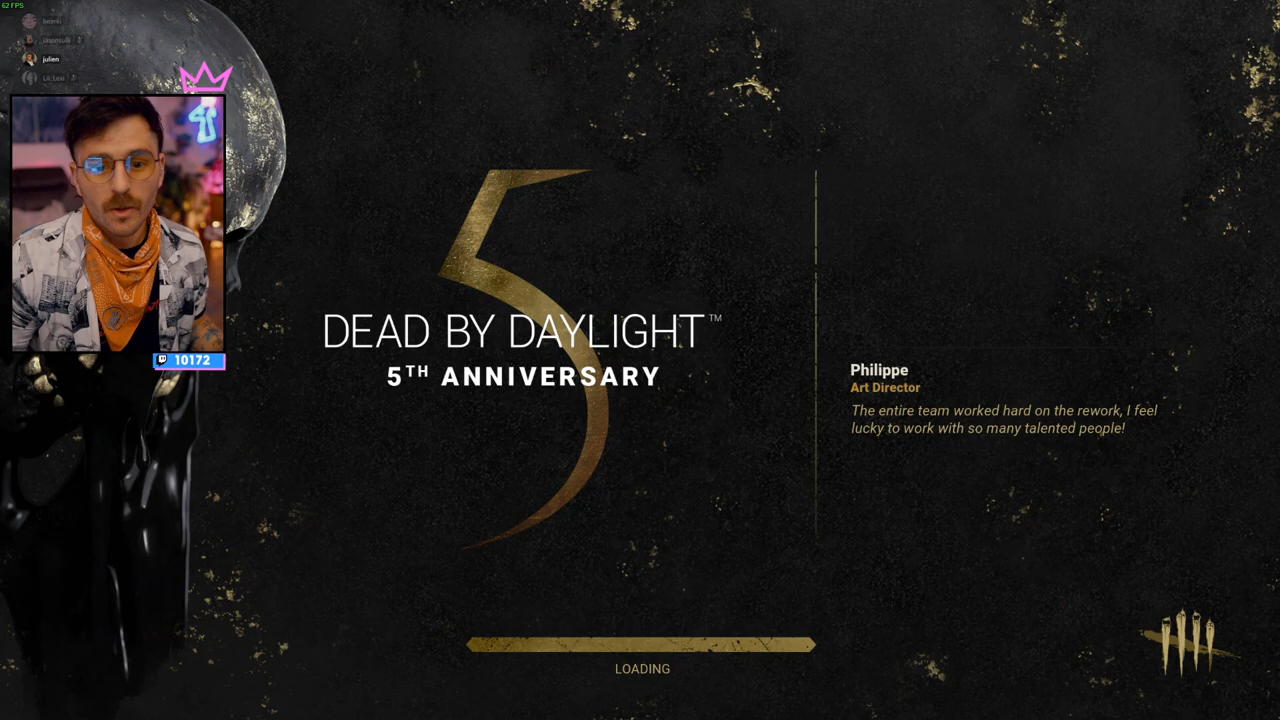 62 FPS
beanki
julien
10172
DEAD BY DAYLIGHT™
5TH ANNIVERSARY
Philippe
Art Director
The entire team worked hard on the rework, I feel
lucky to work with so many talented people!
LOADING